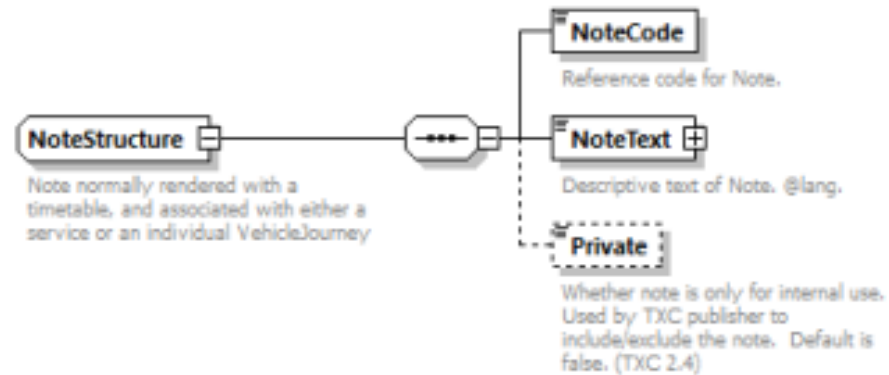 NoteStructure
Note normally rendered with a
timetable, and associated with either a
service or an individual VehicleJourney
NoteCode
Reference code for Note.
NoteText
Descriptive text of Note. @lang.
Private
Whether note is only for internal use.
Used by TXC publisher to
include/exclude the note. Default is
false. (TXC 2.4)